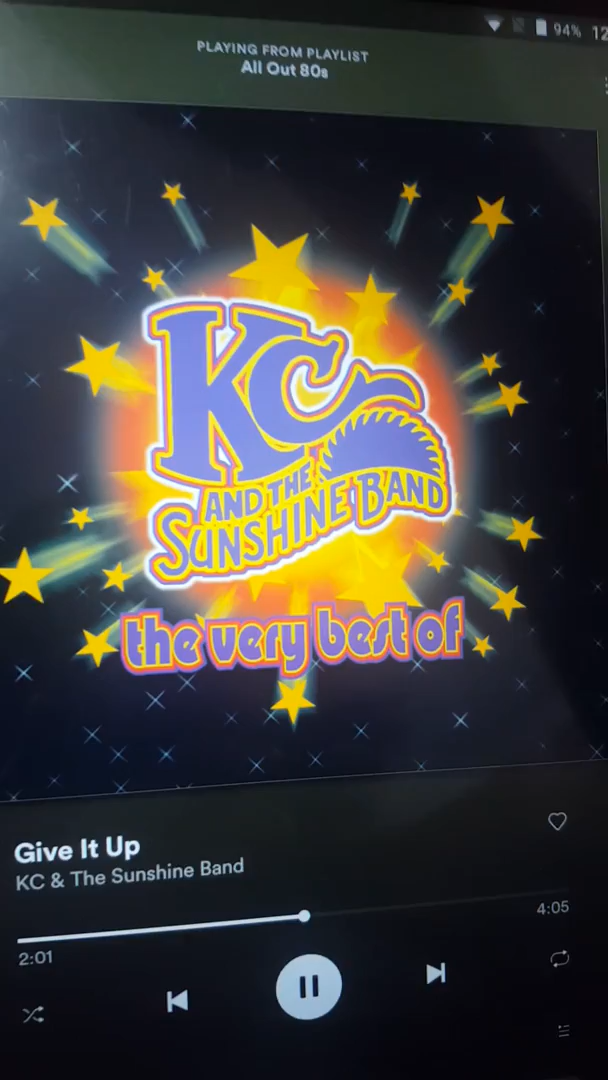 94% 12
PLAYING FROM PLAYLIST
All Out 80s
KC
AND THE
SUNSHINE BAND
the very best of
Give It Up
KC & The Sunshine Band
2:01
4:05